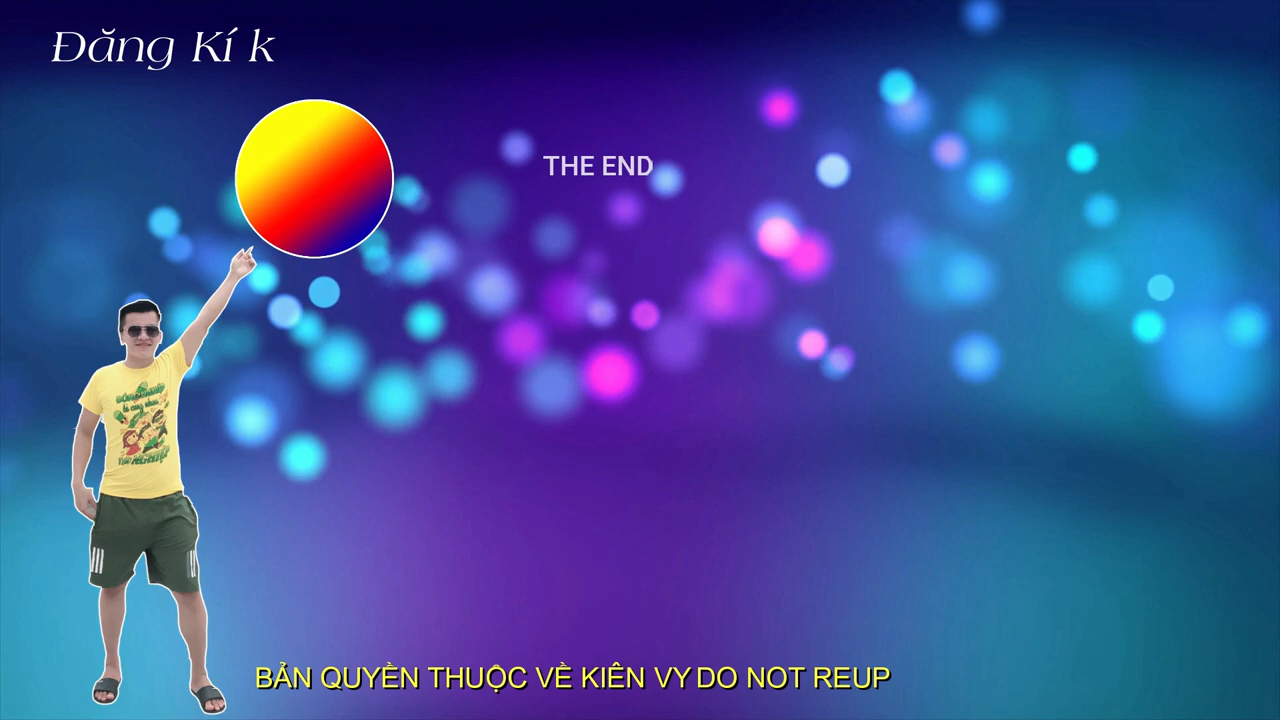 Đăng Kí k
THE END
BẢN QUYỀN THUỘC VỀ KIÊN VY DO NOT REUP